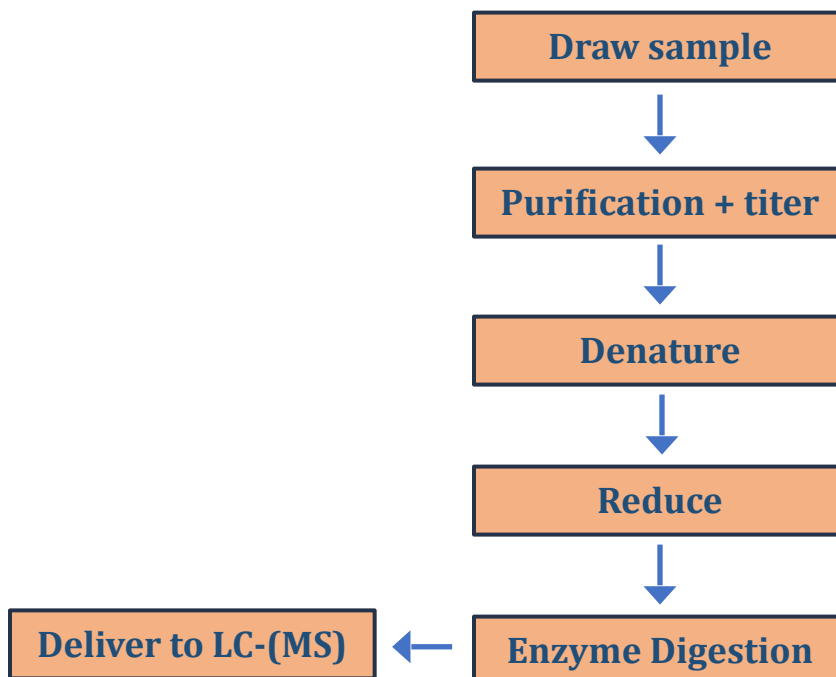 Draw sample
Purification + titer
Denature
Reduce
Enzyme Digestion
Deliver to LC-(MS)